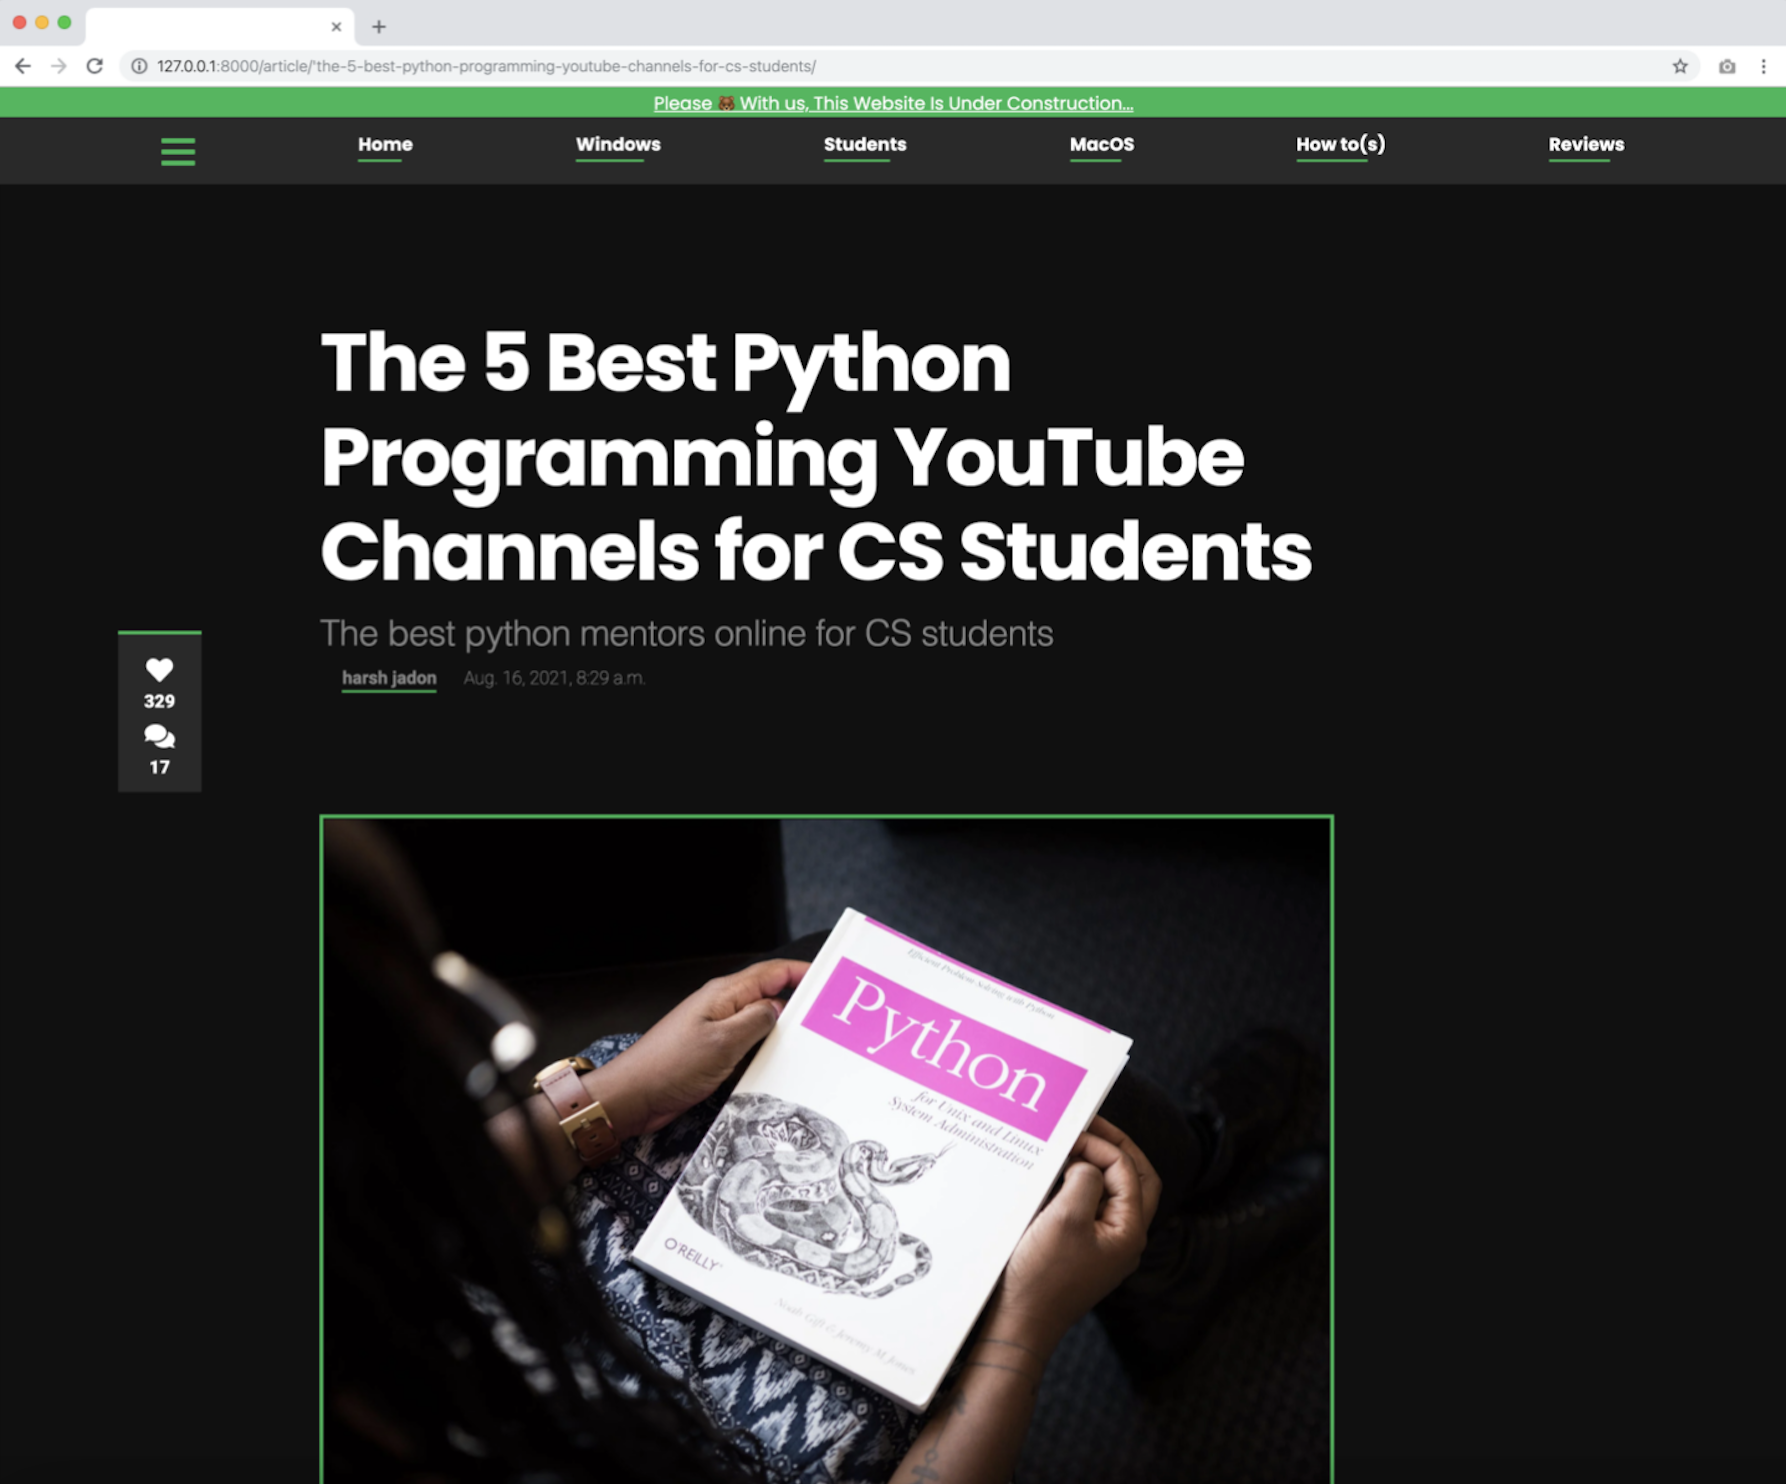 127.0.0.1:8000/article/'the-5-best-python-programming-youtube-channels-for-cs-students/
Please 🐻 With us, This Website Is Under Construction...
Home Windows Students MacOS How to(s) Reviews
The 5 Best Python
Programming YouTube
Channels for CS Students
The best python mentors online for CS students
harsh jadon Aug. 16, 2021, 8:29 a.m.
329
17
Efficient Problem Solving with Python
Python
for Unix and Linux
System Administration
O'REILLY
Noah Gift & Jeremy M. Jones